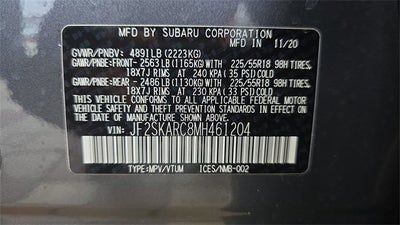 MFD BY SUBARU CORPORATION
MFD IN 11/20
GVWR/PNBV: 4891LB (2223KG)
GAWR/PNBE:FRONT- 2563LB (1165KG) WITH 225/55R18 98H TIRES,
18X7J RIMS AT 240 KPA (35 PSI) COLD
GAWR/PNBE:REAR - 2486LB (1130KG) WITH 225/55R18 98H TIRES,
18X7J RIMS AT 230 KPA (33 PSI) COLD
THIS VEHICLE CONFORMS TO ALL APPLICABLE FEDERAL MOTOR
VEHICLE SAFETY STANDARDS IN EFFECT ON
THE DATE OF MANUFACTURE SHOWN ABOVE.
VIN: JF2SKARC8MH461204
TYPE:MPV/VTUM ICES/NMB-002